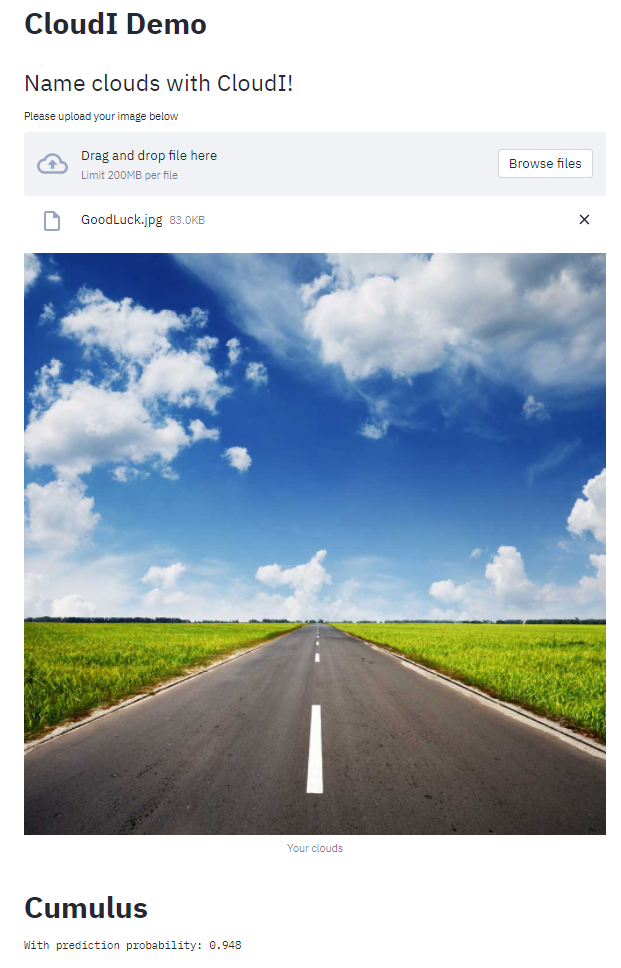 CloudI Demo
Name clouds with CloudI!
Please upload your image below
Drag and drop file here
Limit 200MB per file
Browse files
GoodLuck.jpg 83.0KB
Your clouds
Cumulus
With prediction probability: 0.948